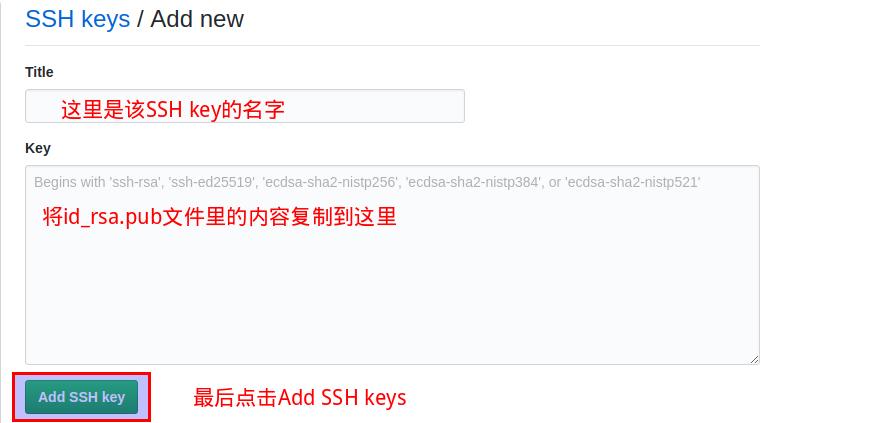 SSH keys / Add new
Title
这里是该SSH key的名字
Key
Begins with 'ssh-rsa', 'ssh-ed25519', 'ecdsa-sha2-nistp256', 'ecdsa-sha2-nistp384', or 'ecdsa-sha2-nistp521'
将id_rsa.pub文件里的内容复制到这里
Add SSH key
最后点击Add SSH keys